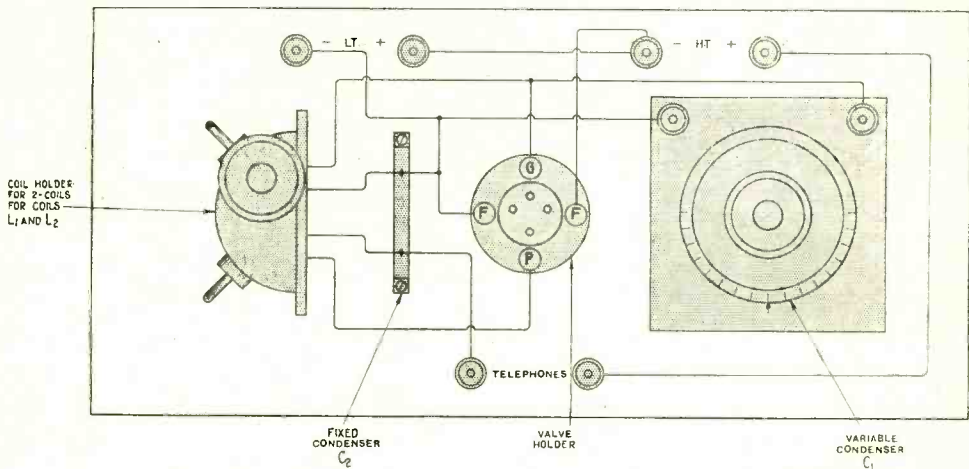 - LT +
- HT +
COIL HOLDER
FOR 2-COILS
FOR COILS
L1 AND L2
G
F
F
P
TELEPHONES
FIXED
CONDENSER
C2
VALVE
HOLDER
VARIABLE
CONDENSER
C1